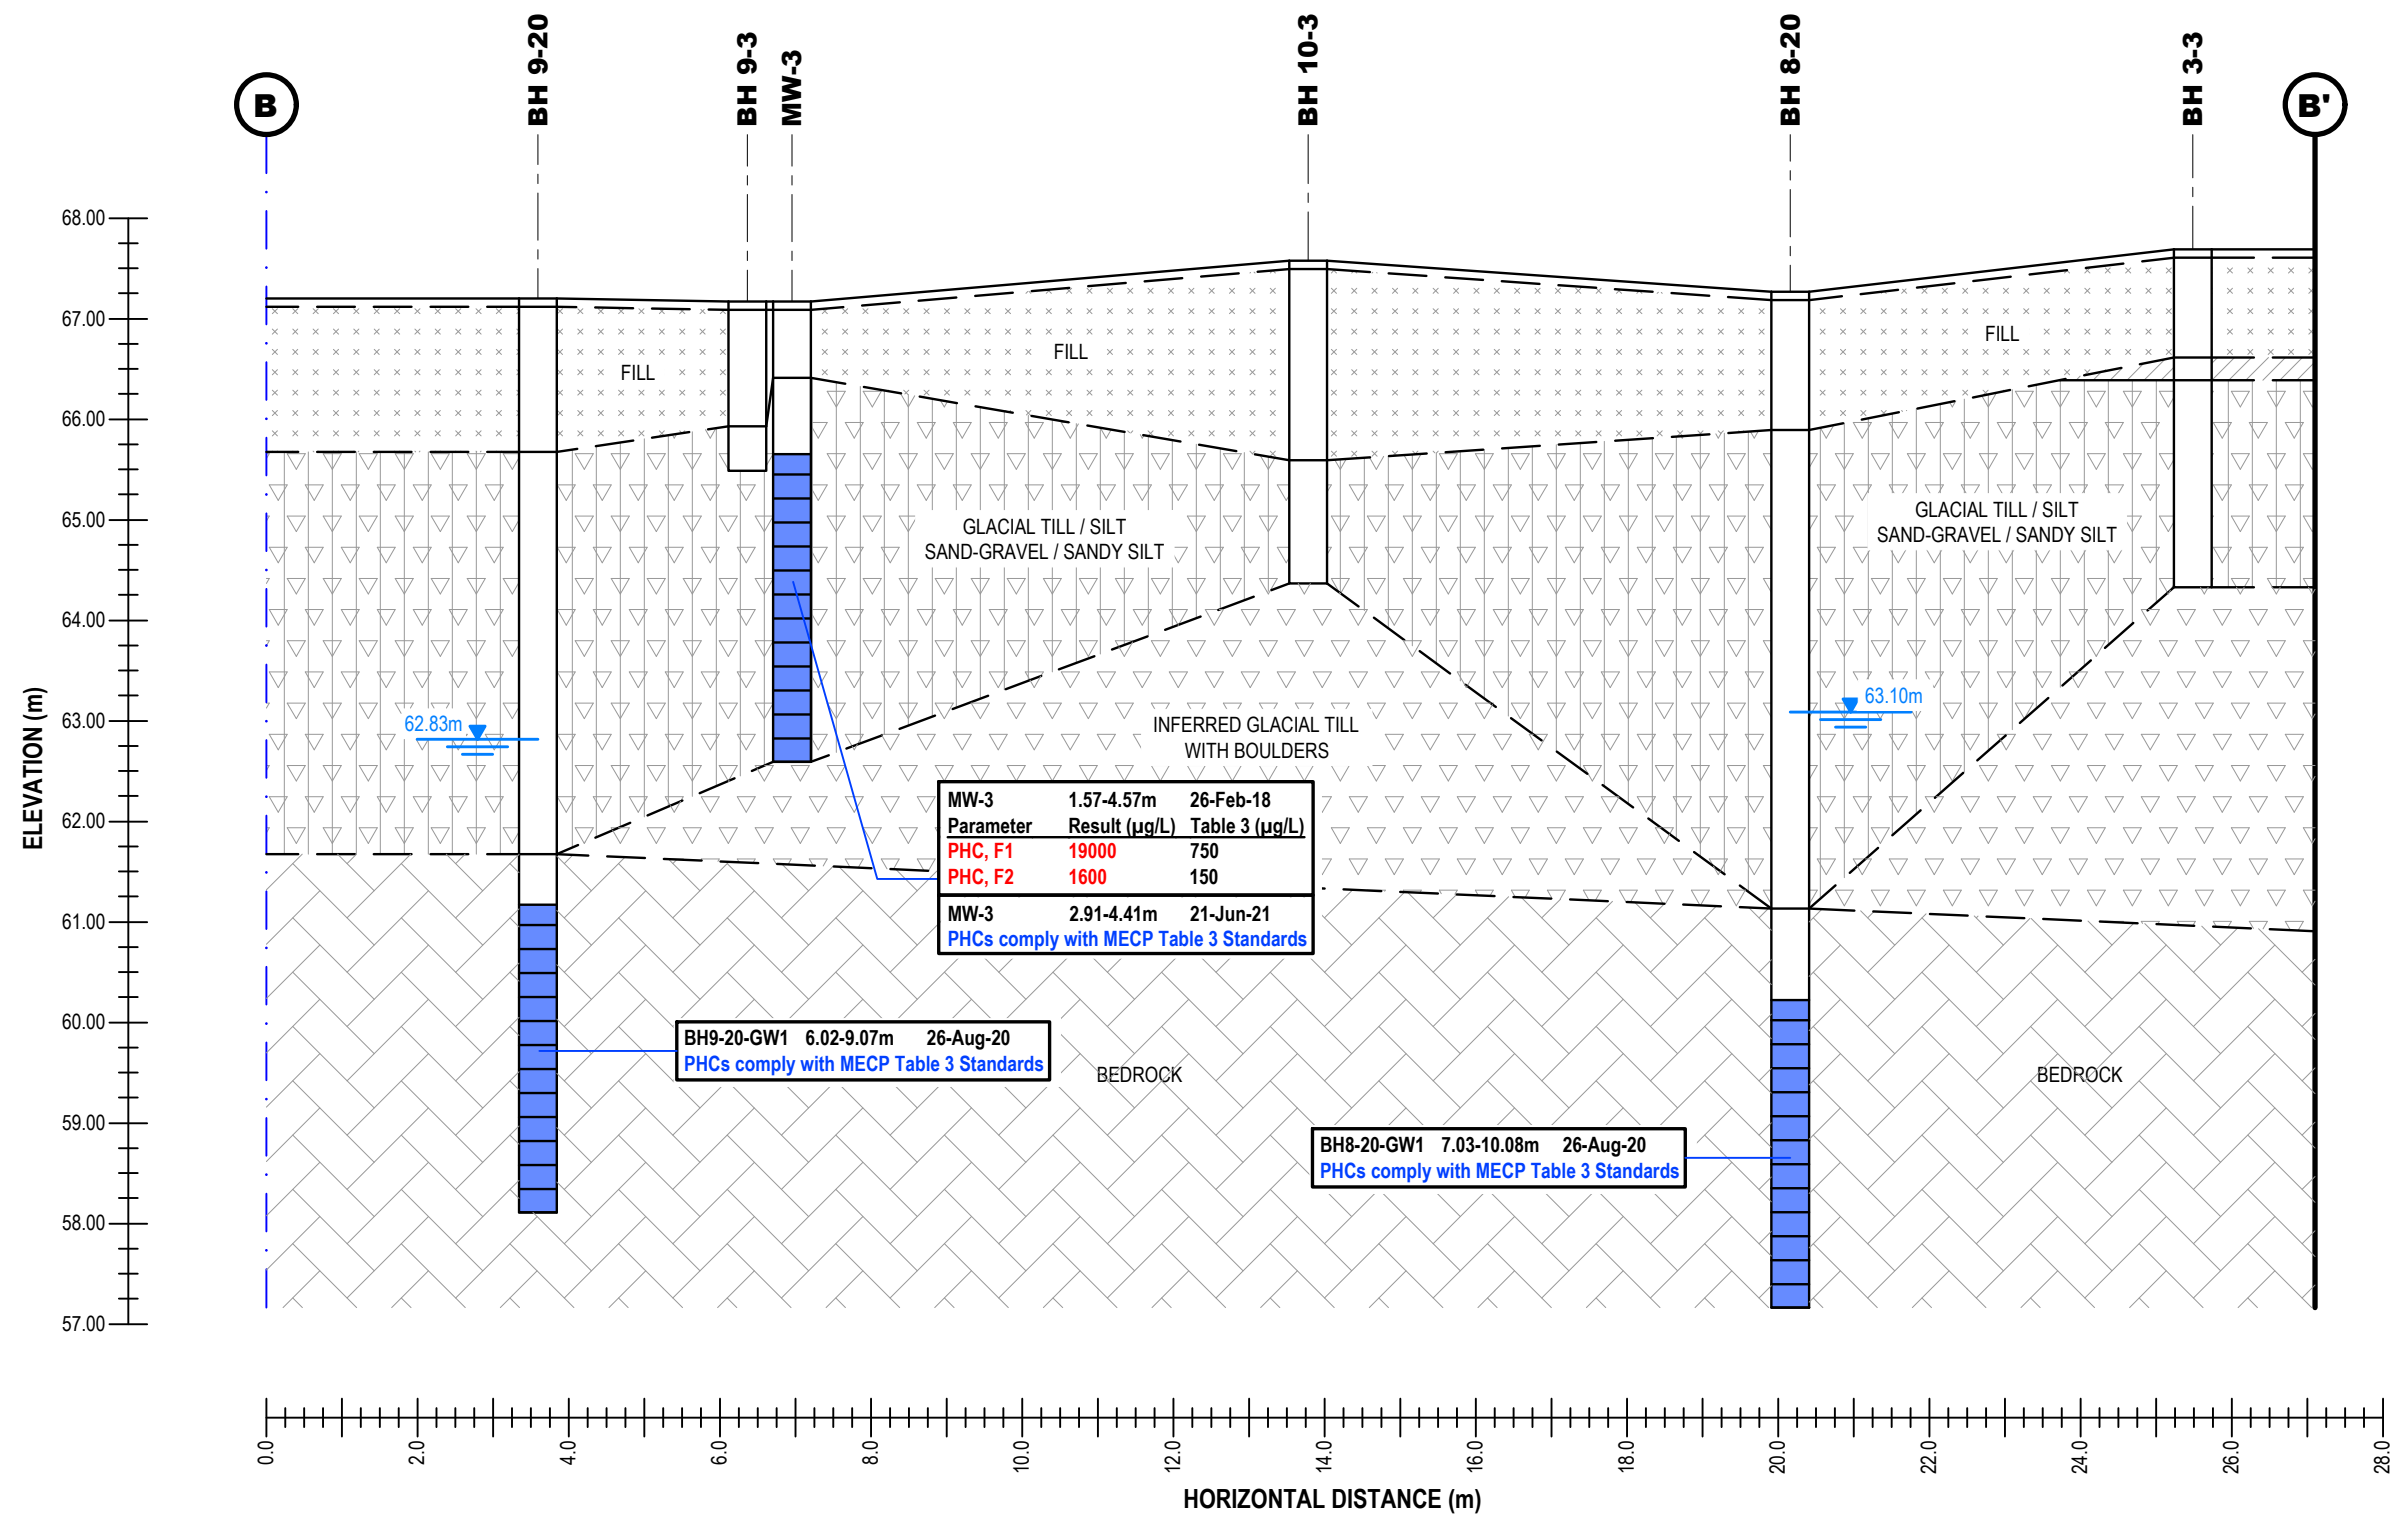 B
BH 9-20
BH 9-3
MW-3
BH 10-3
BH 8-20
BH 3-3
B'
68.00
67.00
66.00
65.00
64.00
63.00
62.00
61.00
60.00
59.00
58.00
57.00
ELEVATION (m)
FILL
FILL
FILL
GLACIAL TILL / SILT
SAND-GRAVEL / SANDY SILT
GLACIAL TILL / SILT
SAND-GRAVEL / SANDY SILT
62.83m
63.10m
INFERRED GLACIAL TILL
WITH BOULDERS
MW-3 1.57-4.57m 26-Feb-18
Parameter Result (µg/L) Table 3 (µg/L)
PHC, F1 19000 750
PHC, F2 1600 150
MW-3 2.91-4.41m 21-Jun-21
PHCs comply with MECP Table 3 Standards
BH9-20-GW1 6.02-9.07m 26-Aug-20
PHCs comply with MECP Table 3 Standards
BEDROCK
BEDROCK
BH8-20-GW1 7.03-10.08m 26-Aug-20
PHCs comply with MECP Table 3 Standards
0.0
2.0
4.0
6.0
8.0
10.0
12.0
14.0
16.0
18.0
20.0
22.0
24.0
26.0
28.0
HORIZONTAL DISTANCE (m)